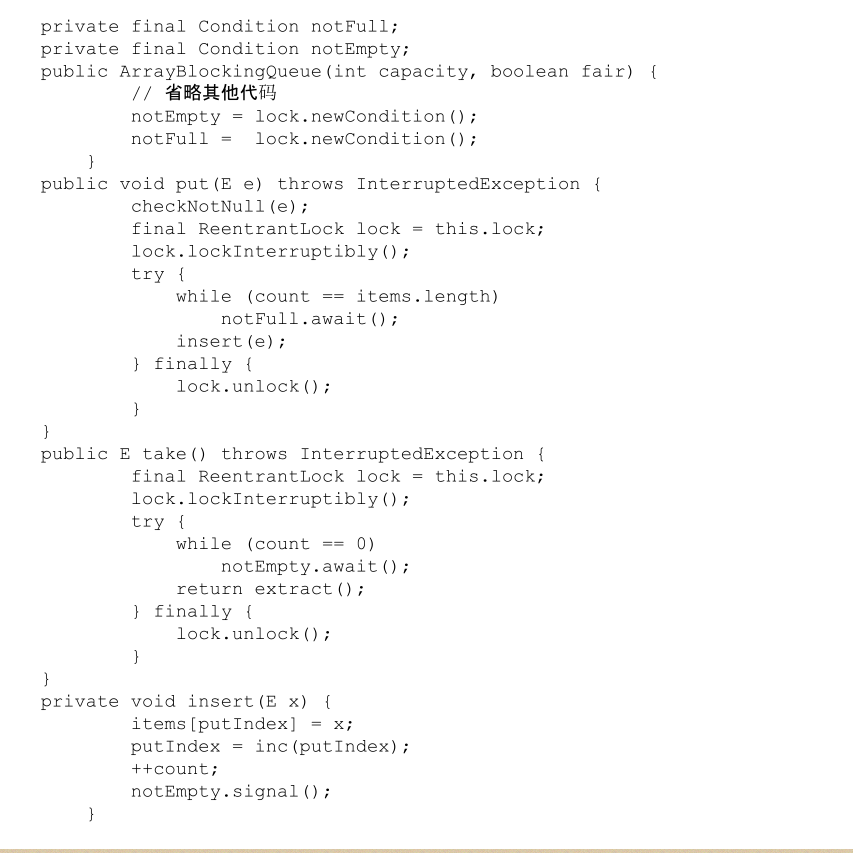 private final Condition notFull;
private final Condition notEmpty;
public ArrayBlockingQueue(int capacity, boolean fair) {
        // 省略其他代码
        notEmpty = lock.newCondition();
        notFull =  lock.newCondition();
    }
public void put(E e) throws InterruptedException {
        checkNotNull(e);
        final ReentrantLock lock = this.lock;
        lock.lockInterruptibly();
        try {
            while (count == items.length)
                notFull.await();
            insert(e);
        } finally {
            lock.unlock();
        }
}
public E take() throws InterruptedException {
        final ReentrantLock lock = this.lock;
        lock.lockInterruptibly();
        try {
            while (count == 0)
                notEmpty.await();
            return extract();
        } finally {
            lock.unlock();
        }
}
private void insert(E x) {
        items[putIndex] = x;
        putIndex = inc(putIndex);
        ++count;
        notEmpty.signal();
    }